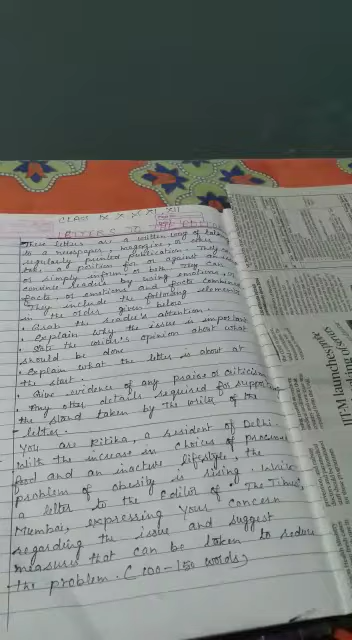 CLASS IX X XI XII
LETTERS TO
These letters are a written way of
to a newspaper, magazine, or other
regularly printed publication. They
take a position for or against an
or simply inform or both. They can
convince readers by using emotions, or
facts or emotions and facts combined
They include the following elements
in the order given below
• Grab the reader's attention.
• Explain why the issue is important
• Give the writer's opinion about what
should be done
• Explain what the letter is about at
the start.
• Give evidence of any praise or criticism
• Any other details required for supporting
the stand taken by the writer of the
letter.
You are Ritika, a resident of Delhi.
With the increase in choices of processed
food and an inactive lifestyle, the
problem of obesity is rising. Write
a letter to the Editor of, The Times,
Mumbai, expressing your concern
regarding the issue and suggest
measure that can be taken to reduce
the problem. (100-150 words)